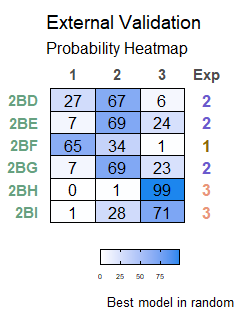 External Validation
Probability Heatmap
1 2 3 Exp
2BD 27 67 6 2
2BE 7 69 24 2
2BF 65 34 1 1
2BG 7 69 23 2
2BH 0 1 99 3
2BI 1 28 71 3
0 25 50 75
Best model in random